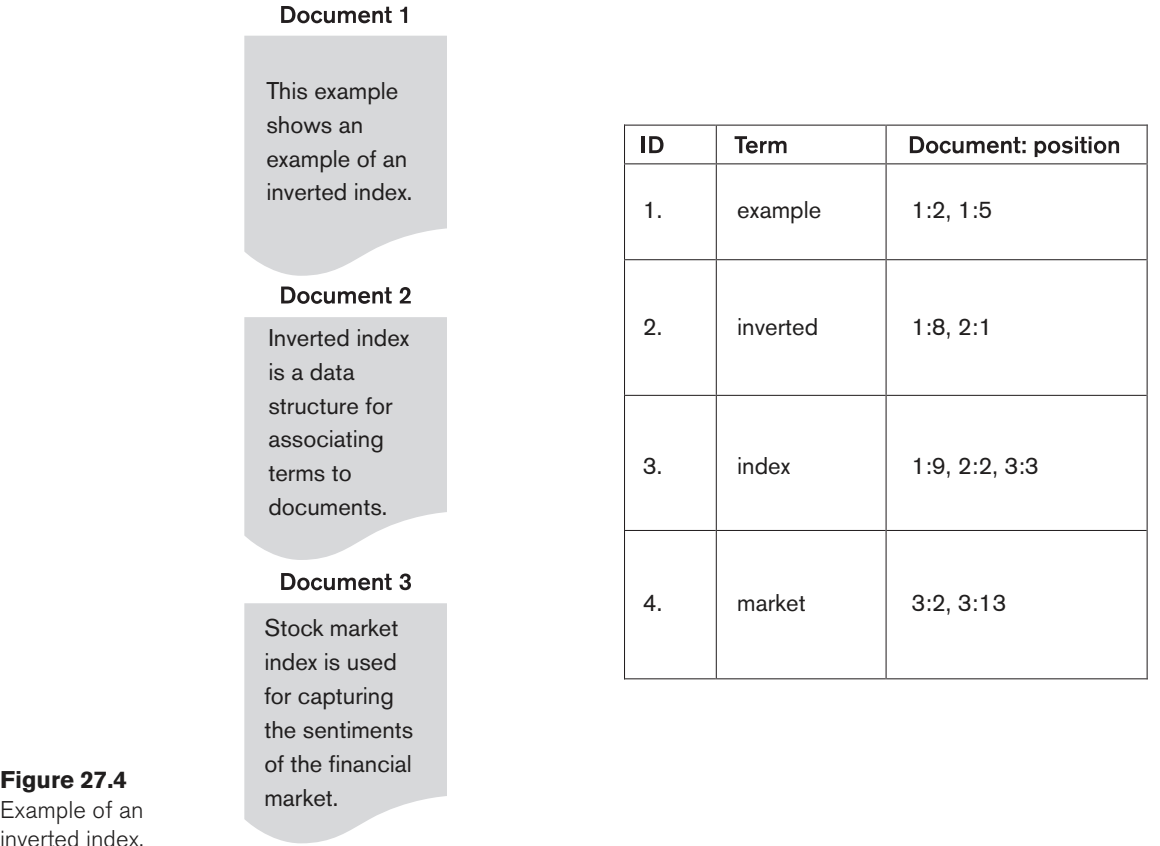 Document 1
This example
shows an
example of an
inverted index.
Document 2
Inverted index
is a data
structure for
associating
terms to
documents.
Document 3
Stock market
index is used
for capturing
the sentiments
of the financial
market.
ID Term Document: position
1. example 1:2, 1:5
2. inverted 1:8, 2:1
3. index 1:9, 2:2, 3:3
4. market 3:2, 3:13
Figure 27.4
Example of an
inverted index.